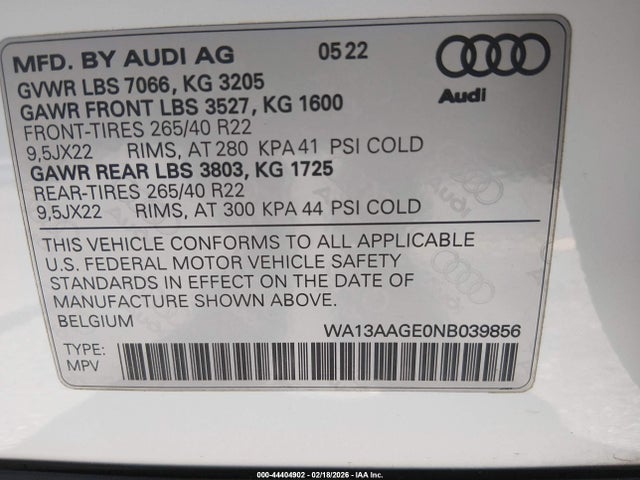 MFD. BY AUDI AG 05 22
GVWR LBS 7066, KG 3205
GAWR FRONT LBS 3527, KG 1600
FRONT-TIRES 265/40 R22
9,5JX22 RIMS, AT 280 KPA 41 PSI COLD
GAWR REAR LBS 3803, KG 1725
REAR-TIRES 265/40 R22
9,5JX22 RIMS, AT 300 KPA 44 PSI COLD
Audi
THIS VEHICLE CONFORMS TO ALL APPLICABLE
U.S. FEDERAL MOTOR VEHICLE SAFETY
STANDARDS IN EFFECT ON THE DATE OF
MANUFACTURE SHOWN ABOVE.
BELGIUM WA13AAGE0NB039856
TYPE:
MPV
000-44404902 - 02/18/2026 - IAA Inc.